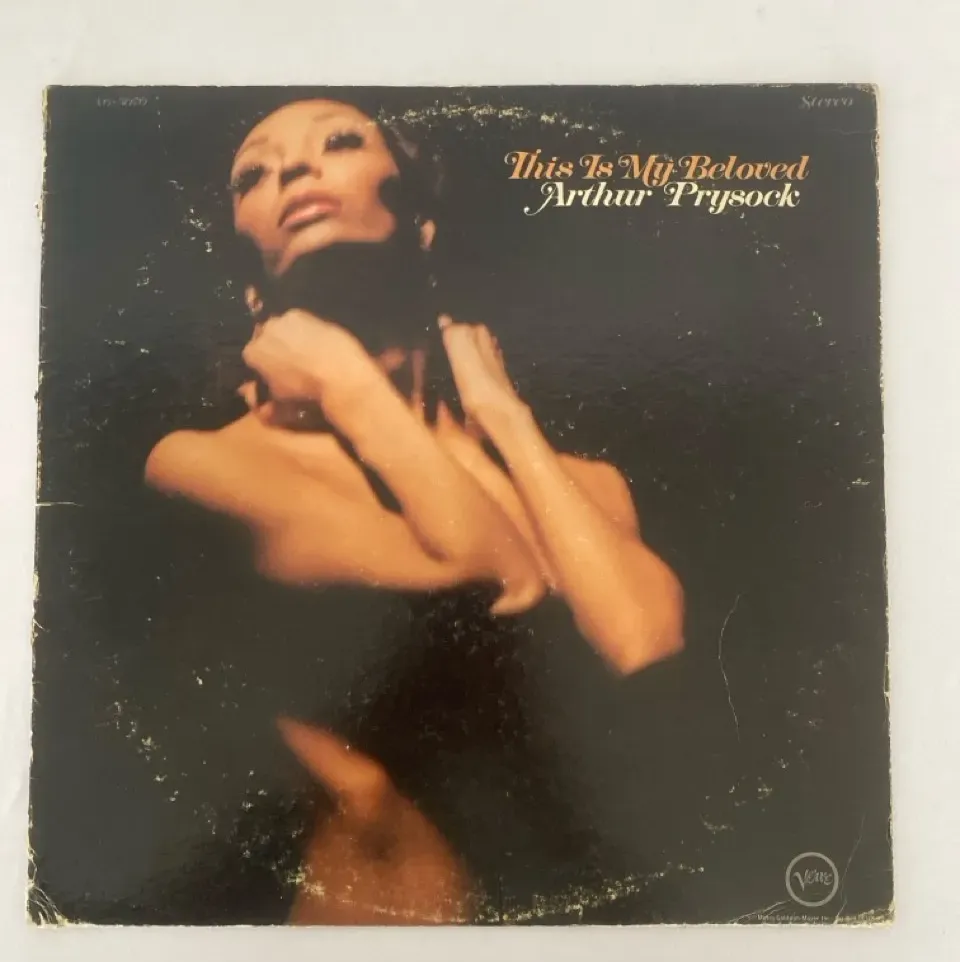 Stereo
This Is My Beloved
Arthur Prysock
Verve